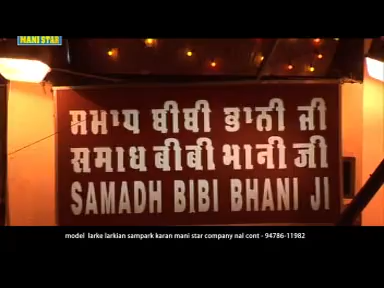 MANI STAR
ਸਮਾਧ ਬੀਬੀ ਭਾਨੀ ਜੀ
समाध बीबी भानी जी
SAMADH BIBI BHANI JI
model larke larkian sampark karan mani star company nal cont - 94786-11982